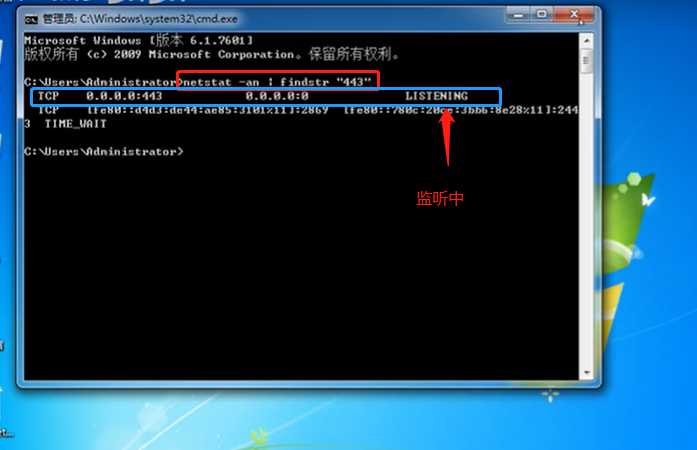 管理员: C:\Windows\system32\cmd.exe
Microsoft Windows [版本 6.1.7601]
版权所有 (c) 2009 Microsoft Corporation。保留所有权利。
C:\Users\Administrator>netstat -an | findstr "443"
TCP 0.0.0.0:443 0.0.0.0:0 LISTENING
TCP [fe80::d4d3:de44:ae85:3101%11]:2869 [fe80::780c:20ce:3bb6:8e28%11]:244
3 TIME_WAIT
C:\Users\Administrator>
监听中